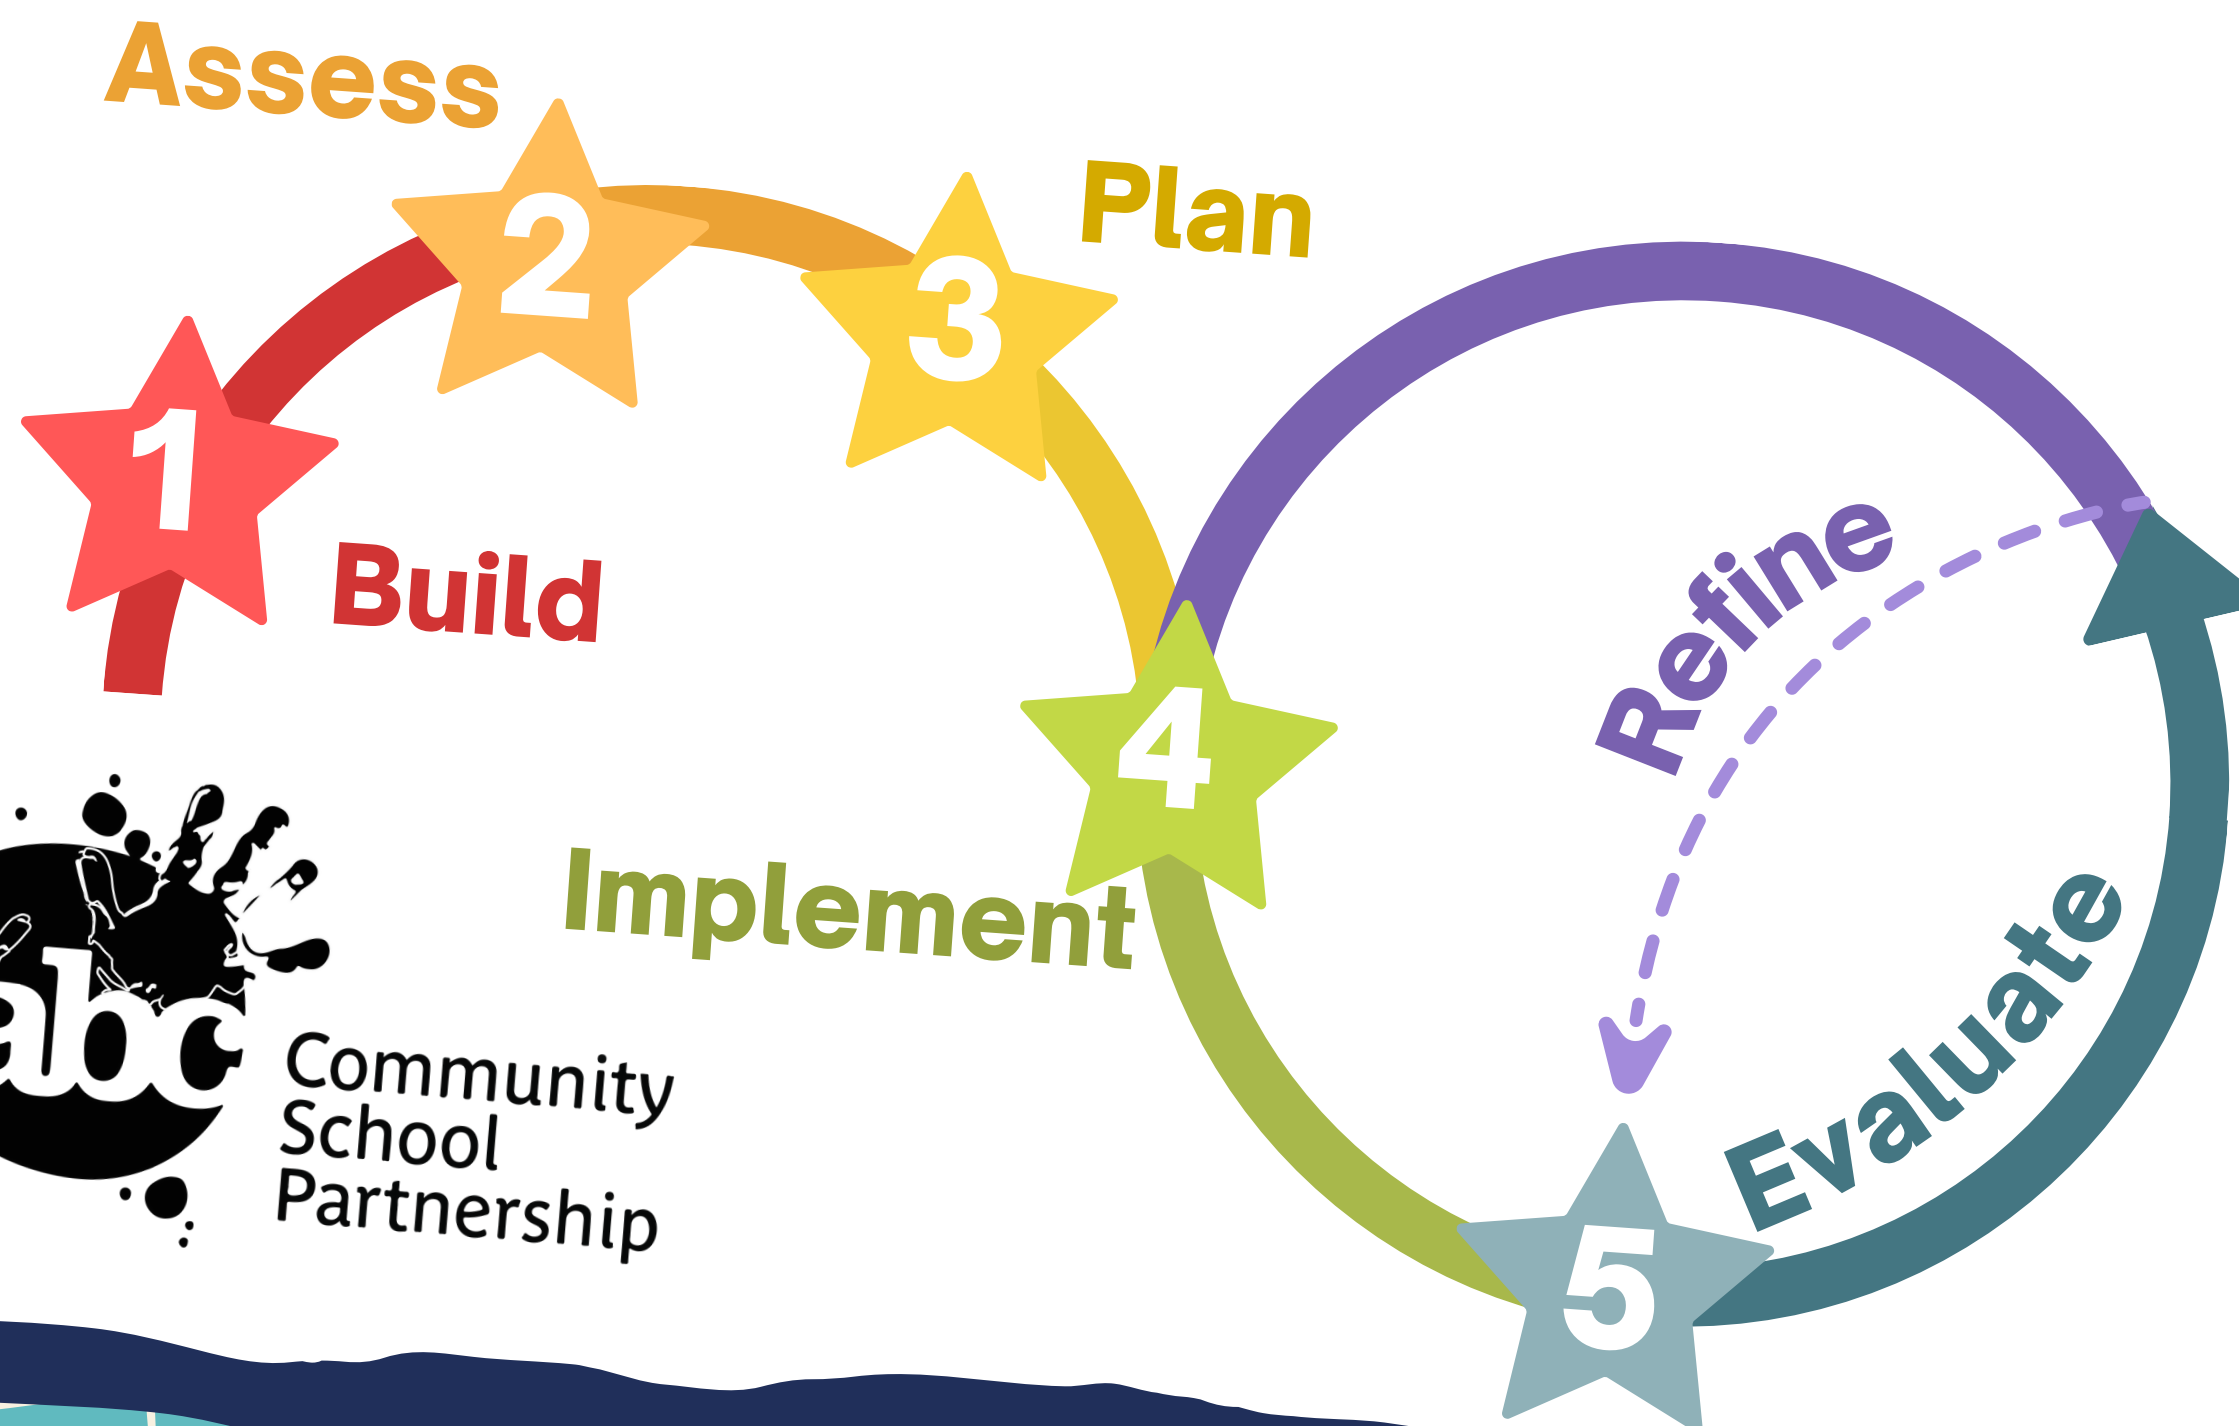 Assess
2
Plan
3
1
Build
4
Implement
Refine
Evaluate
5
abc
Community
School
Partnership